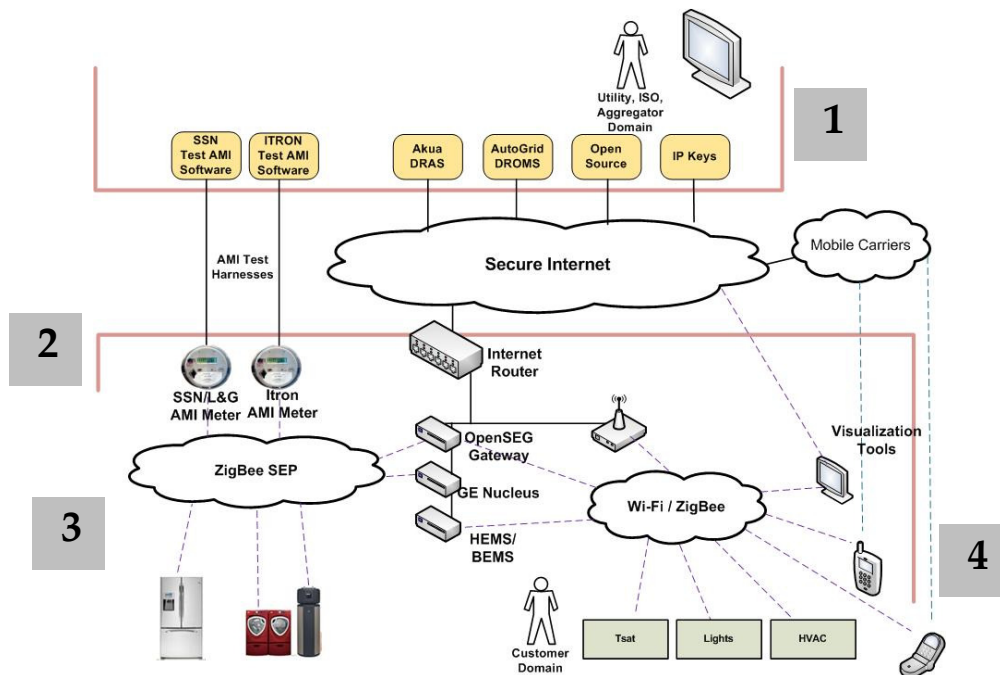 Utility, ISO,
Aggregator
Domain
1
SSN
Test AMI
Software
ITRON
Test AMI
Software
Akua
DRAS
AutoGrid
DROMS
Open
Source
IP Keys
Mobile Carriers
Secure Internet
AMI Test
Harnesses
2
Internet
Router
SSN/L&G
AMI Meter
Itron
AMI Meter
OpenSEG
Gateway
Visualization
Tools
ZigBee SEP
GE Nucleus
Wi-Fi / ZigBee
3
HEMS/
BEMS
4
Customer
Domain
Tsat
Lights
HVAC